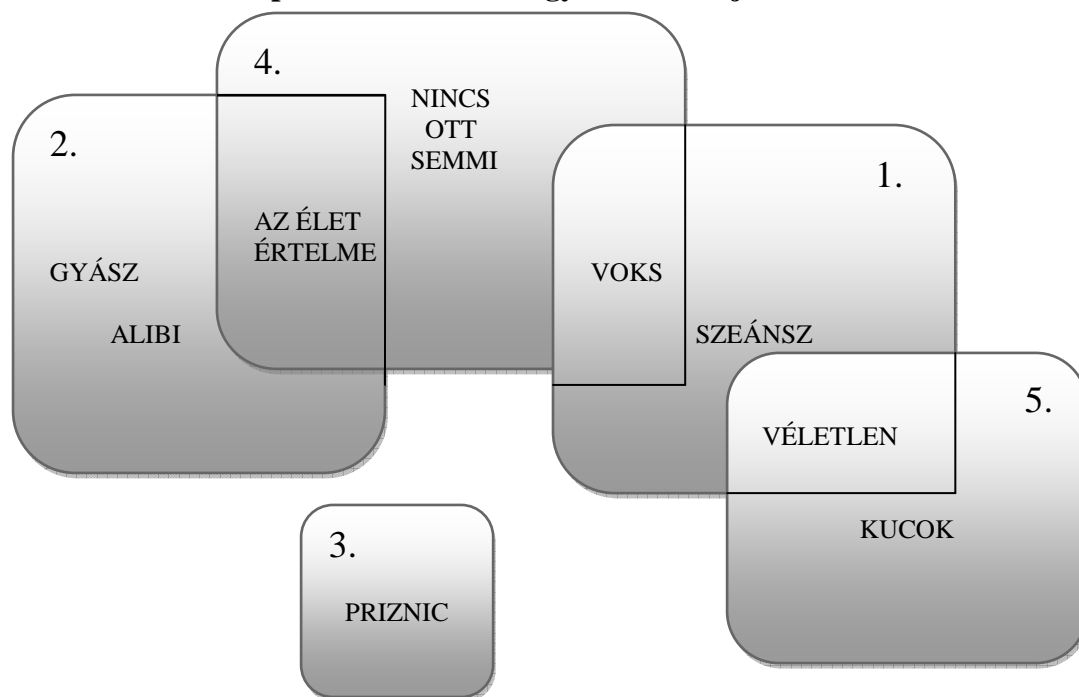 4.
NINCS
OTT
SEMMI
2.
1.
AZ ÉLET
ÉRTELME
GYÁSZ
VOKS
ALIBI
SZEÁNSZ
5.
VÉLETLEN
KUCOK
3.
PRIZNIC